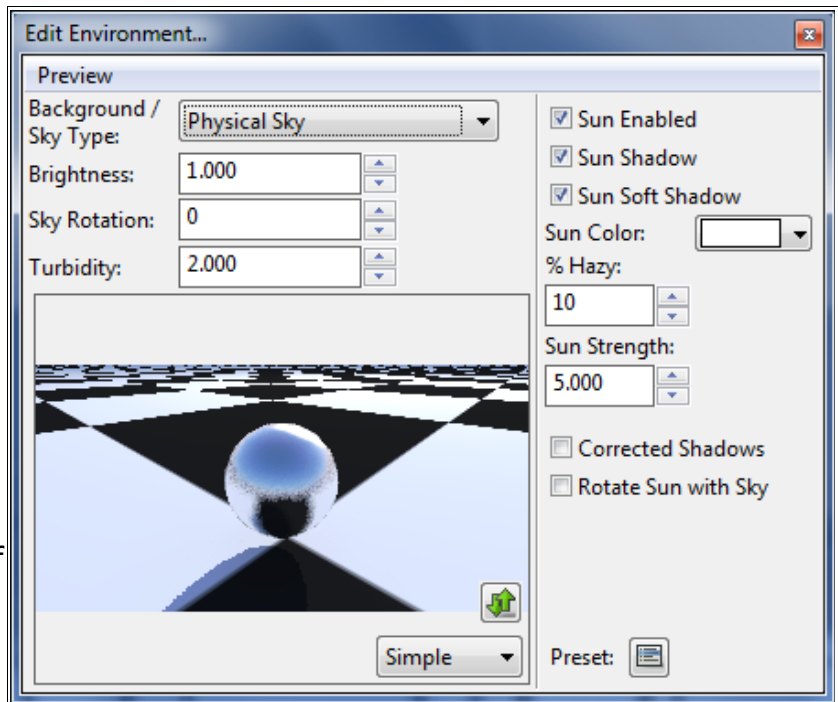 Edit Environment...
Preview
Background /
Sky Type:
Physical Sky
Brightness:
1.000
Sky Rotation:
0
Turbidity:
2.000
Simple
Sun Enabled
Sun Shadow
Sun Soft Shadow
Sun Color:
% Hazy:
10
Sun Strength:
5.000
Corrected Shadows
Rotate Sun with Sky
Preset: